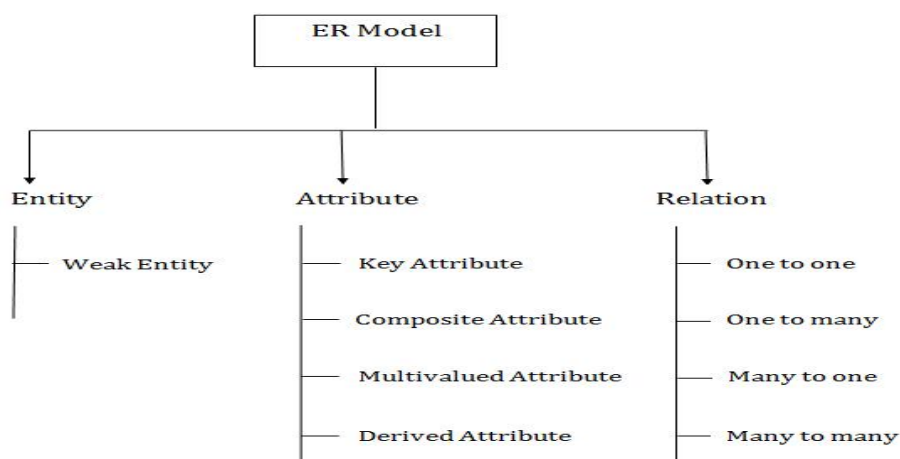 ER Model
Entity
Attribute
Relation
Weak Entity
Key Attribute
One to one
Composite Attribute
One to many
Multivalued Attribute
Many to one
Derived Attribute
Many to many